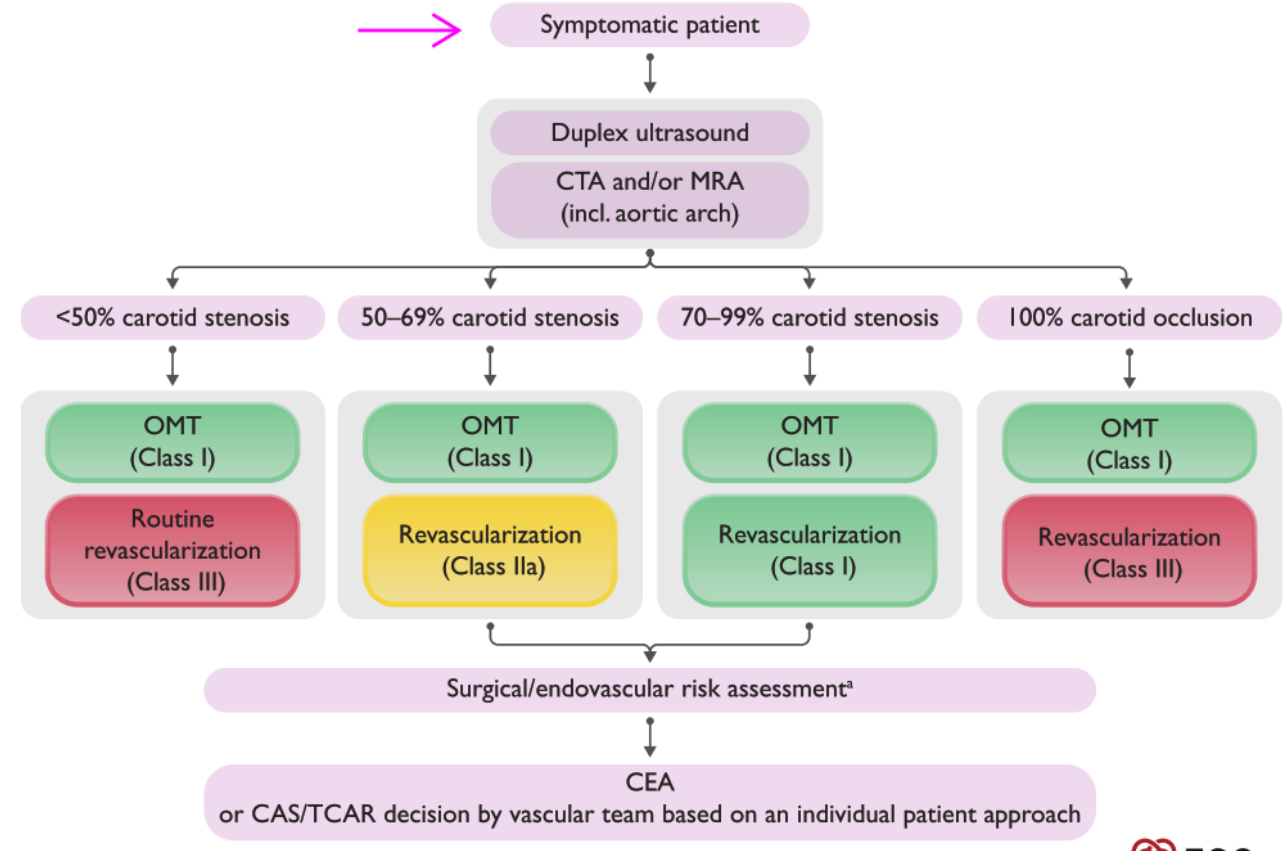 Symptomatic patient
Duplex ultrasound
CTA and/or MRA
(incl. aortic arch)
<50% carotid stenosis
50–69% carotid stenosis
70–99% carotid stenosis
100% carotid occlusion
OMT
(Class I)
Routine
revascularization
(Class III)
OMT
(Class I)
Revascularization
(Class IIa)
OMT
(Class I)
Revascularization
(Class I)
OMT
(Class I)
Revascularization
(Class III)
Surgical/endovascular risk assessmentᵃ
CEA
or CAS/TCAR decision by vascular team based on an individual patient approach